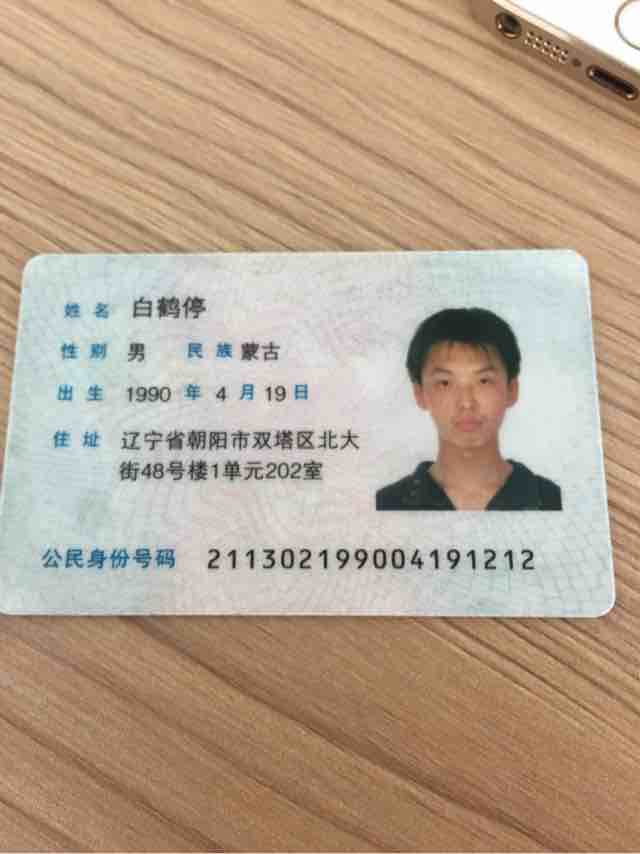 姓名 白鹤停
性别 男 民族 蒙古
出生 1990 年 4 月 19 日
住址 辽宁省朝阳市双塔区北大
街48号楼1单元202室
公民身份号码 211302199004191212